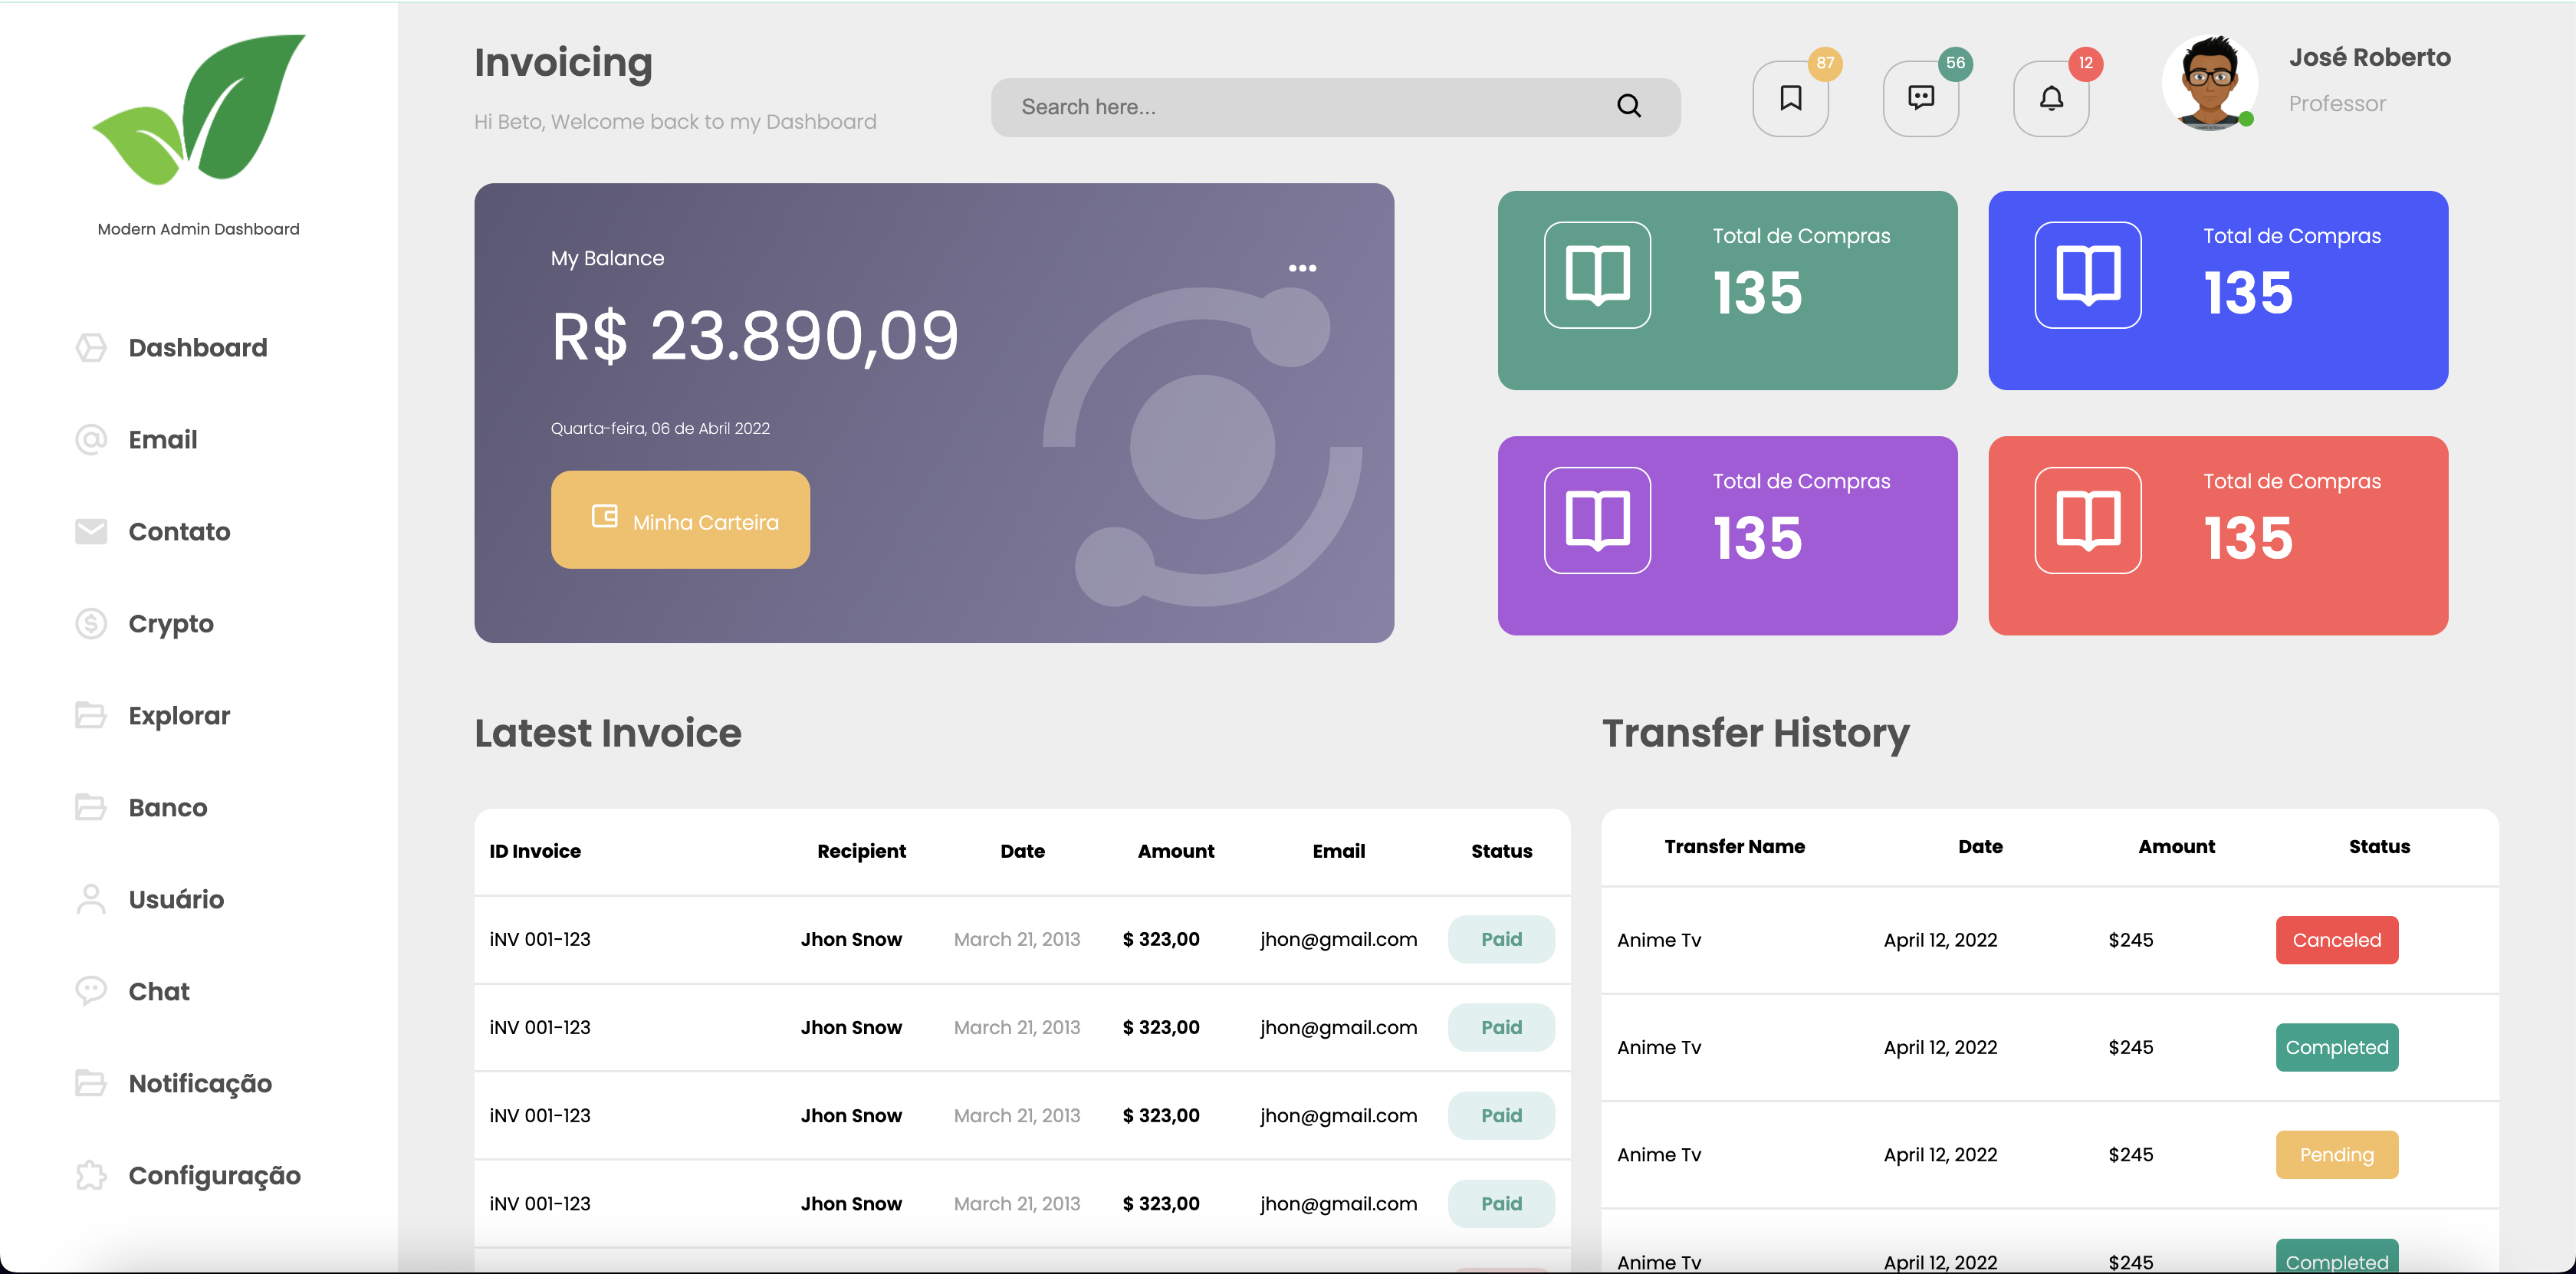 Modern Admin Dashboard
Dashboard
Email
Contato
Crypto
Explorar
Banco
Usuário
Chat
Notificação
Configuração
Invoicing
Hi Beto, Welcome back to my Dashboard
Search here...
87
56
12
José Roberto
Professor
My Balance
R$ 23.890,09
Quarta-feira, 06 de Abril 2022
Minha Carteira
Total de Compras
135
Total de Compras
135
Total de Compras
135
Total de Compras
135
Latest Invoice
ID Invoice Recipient Date Amount Email Status
iNV 001-123 Jhon Snow March 21, 2013 $ 323,00 jhon@gmail.com Paid
iNV 001-123 Jhon Snow March 21, 2013 $ 323,00 jhon@gmail.com Paid
iNV 001-123 Jhon Snow March 21, 2013 $ 323,00 jhon@gmail.com Paid
iNV 001-123 Jhon Snow March 21, 2013 $ 323,00 jhon@gmail.com Paid
Transfer History
Transfer Name Date Amount Status
Anime Tv April 12, 2022 $245 Canceled
Anime Tv April 12, 2022 $245 Completed
Anime Tv April 12, 2022 $245 Pending
Anime Tv April 12, 2022 $245 Completed